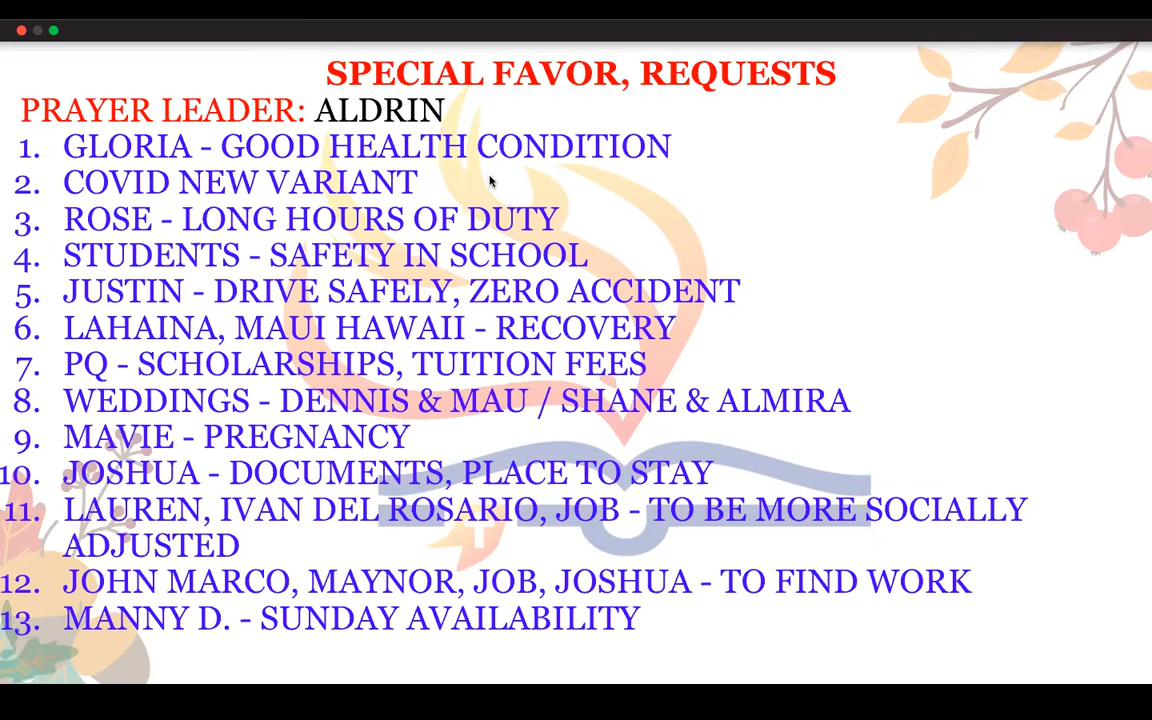 SPECIAL FAVOR, REQUESTS
PRAYER LEADER: ALDRIN
1. GLORIA - GOOD HEALTH CONDITION
2. COVID NEW VARIANT
3. ROSE - LONG HOURS OF DUTY
4. STUDENTS - SAFETY IN SCHOOL
5. JUSTIN - DRIVE SAFELY, ZERO ACCIDENT
6. LAHAINA, MAUI HAWAII - RECOVERY
7. PQ - SCHOLARSHIPS, TUITION FEES
8. WEDDINGS - DENNIS & MAU / SHANE & ALMIRA
9. MAVIE - PREGNANCY
10. JOSHUA - DOCUMENTS, PLACE TO STAY
11. LAUREN, IVAN DEL ROSARIO, JOB - TO BE MORE SOCIALLY
ADJUSTED
12. JOHN MARCO, MAYNOR, JOB, JOSHUA - TO FIND WORK
13. MANNY D. - SUNDAY AVAILABILITY